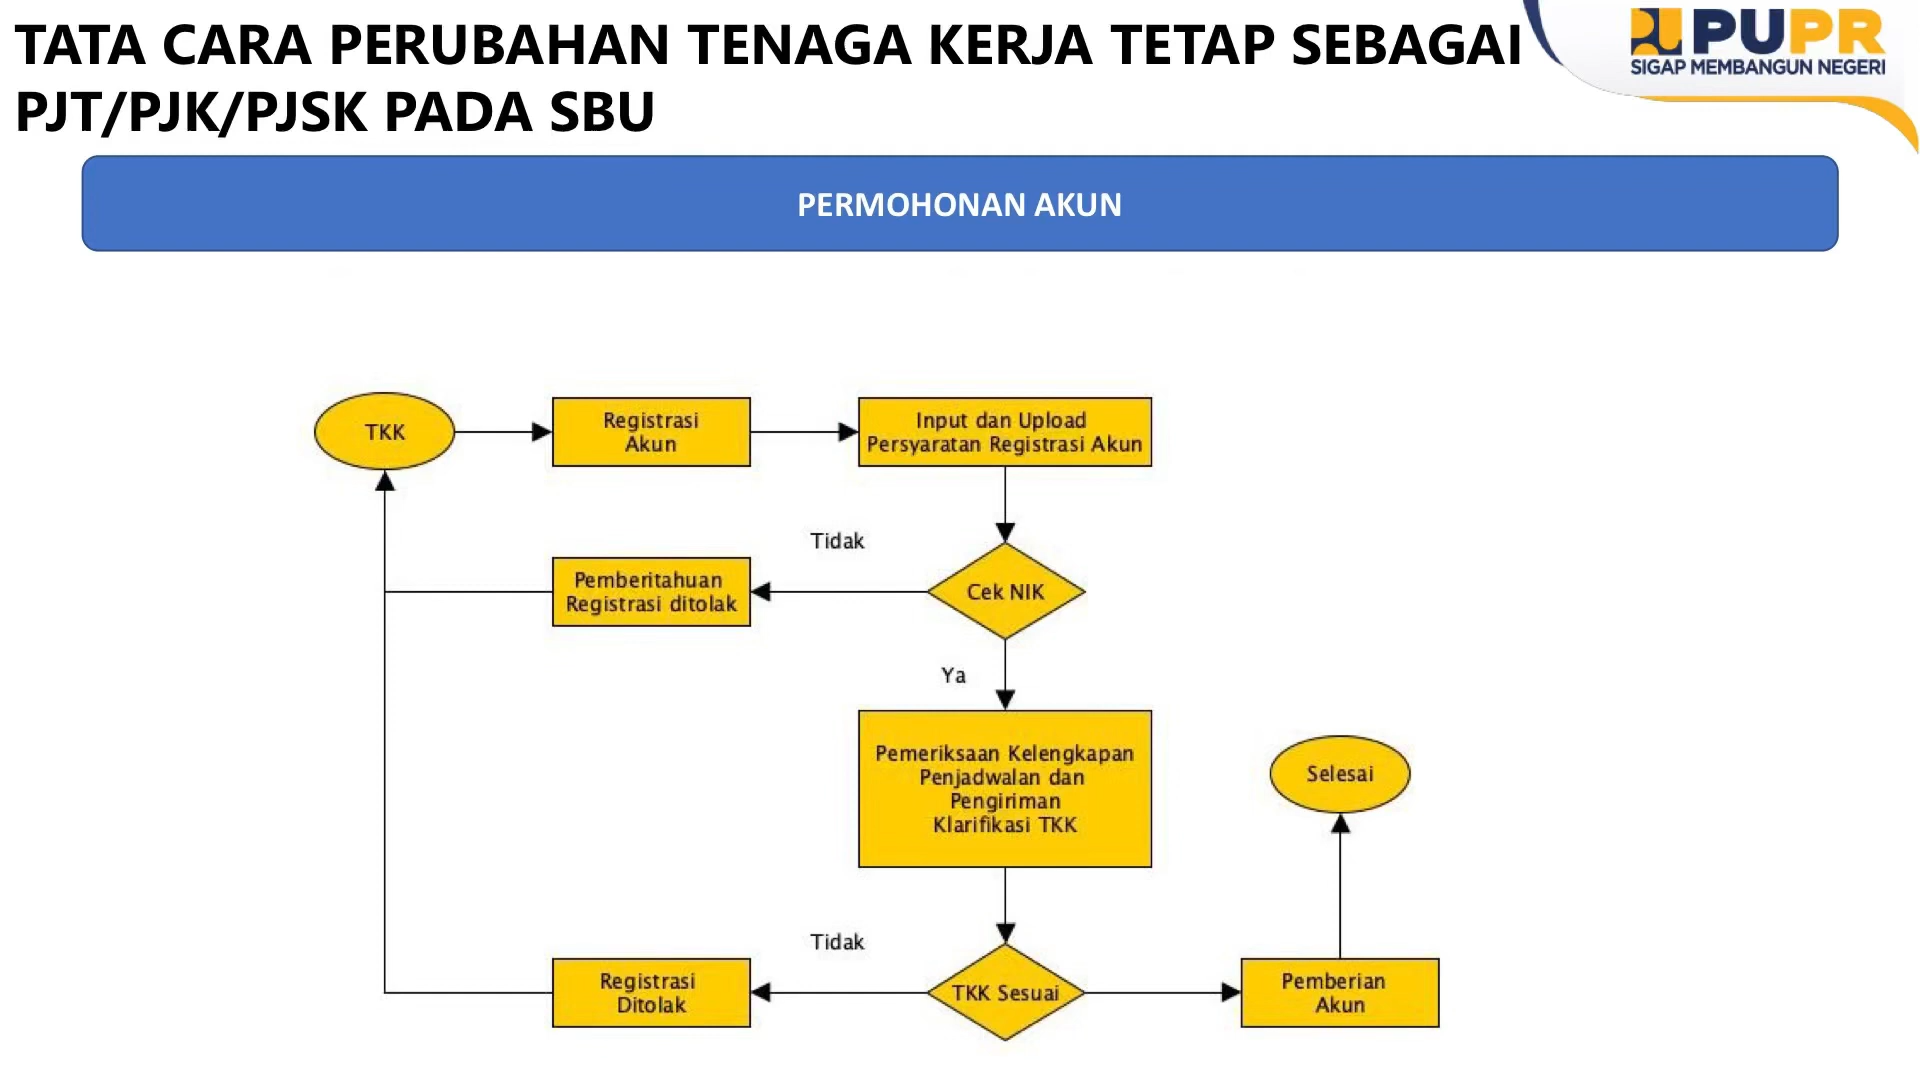 TATA CARA PERUBAHAN TENAGA KERJA TETAP SEBAGAI
PJT/PJK/PJSK PADA SBU
PUPR
SIGAP MEMBANGUN NEGERI
PERMOHONAN AKUN
TKK
Registrasi
Akun
Input dan Upload
Persyaratan Registrasi Akun
Tidak
Pemberitahuan
Registrasi ditolak
Cek NIK
Ya
Pemeriksaan Kelengkapan
Penjadwalan dan
Pengiriman
Klarifikasi TKK
Selesai
Tidak
Registrasi
Ditolak
TKK Sesuai
Pemberian
Akun